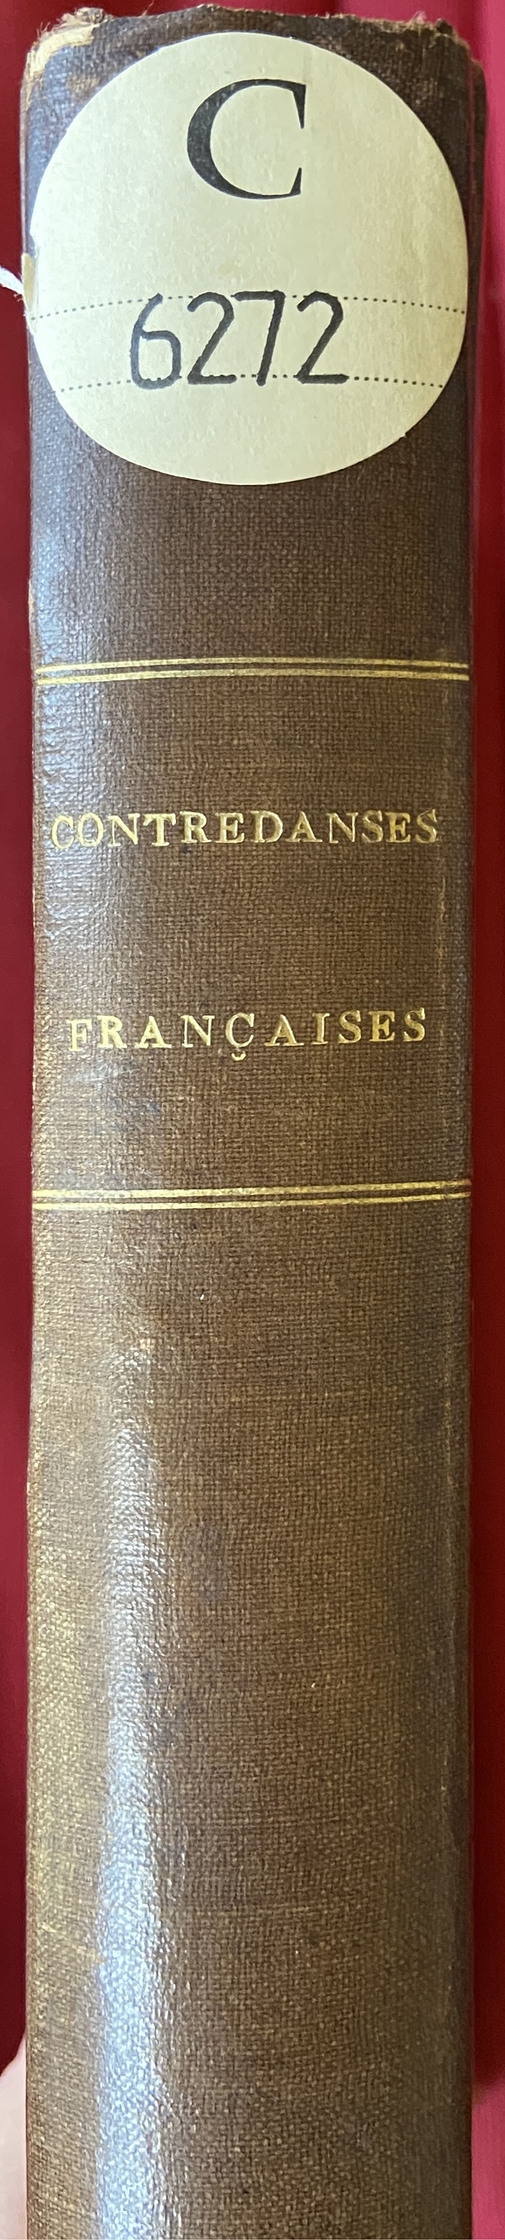 C
6272
CONTREDANSES
FRANÇAISES